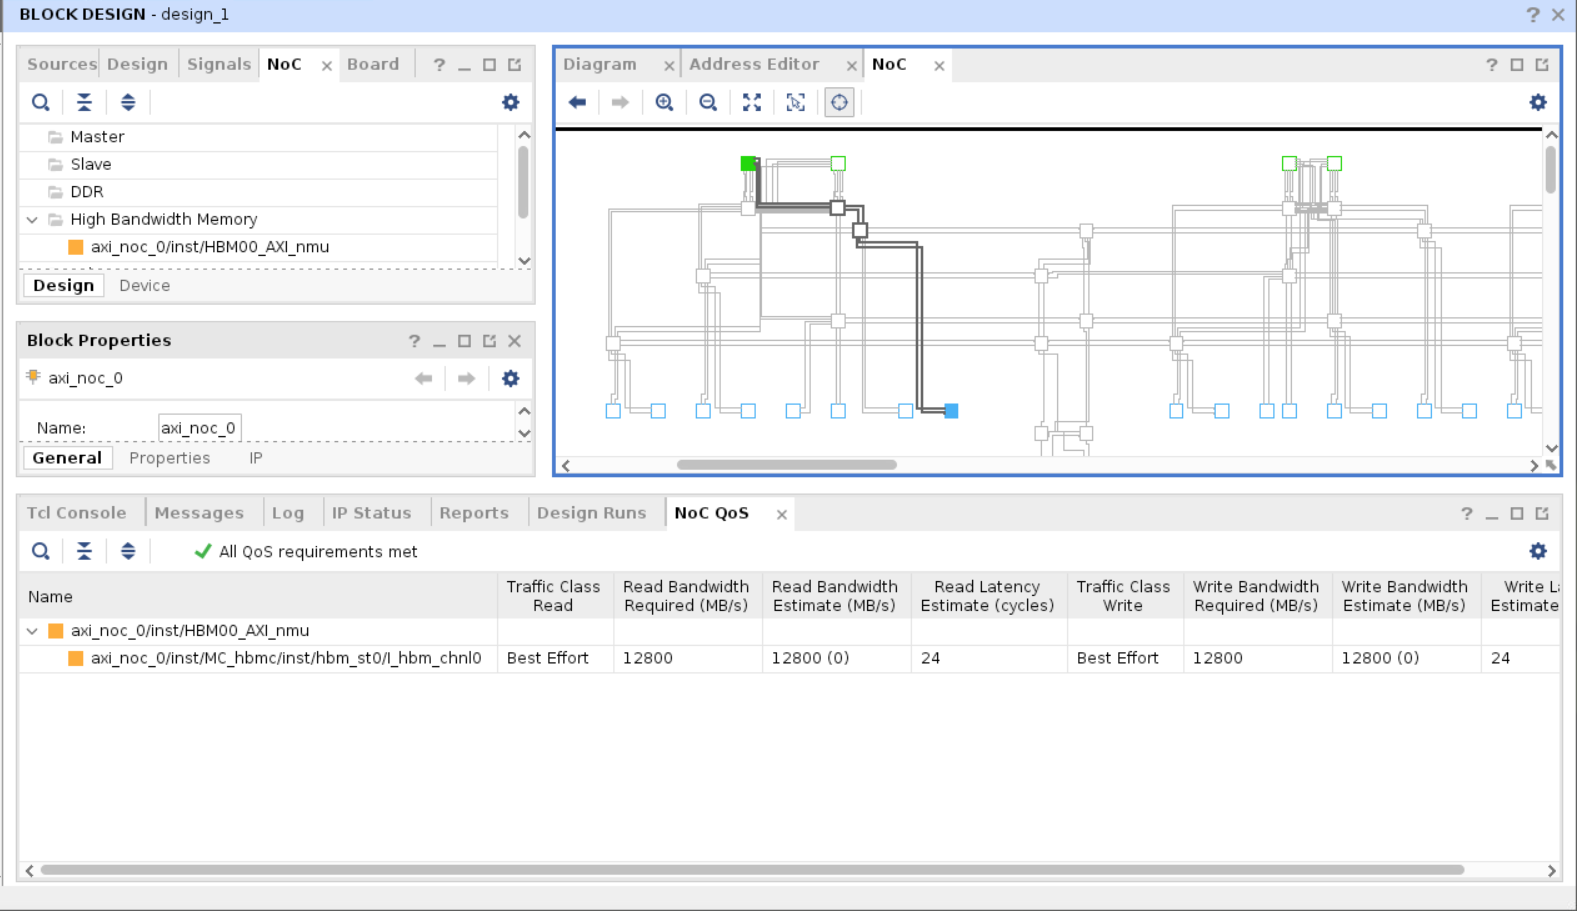 BLOCK DESIGN - design_1
Sources Design Signals NoC Board
Master
Slave
DDR
High Bandwidth Memory
axi_noc_0/inst/HBM00_AXI_nmu
Design Device
Block Properties
axi_noc_0
Name: axi_noc_0
General Properties IP
Diagram Address Editor NoC
Tcl Console Messages Log IP Status Reports Design Runs NoC QoS
All QoS requirements met
Name
Traffic Class Read
Read Bandwidth Required (MB/s)
Read Bandwidth Estimate (MB/s)
Read Latency Estimate (cycles)
Traffic Class Write
Write Bandwidth Required (MB/s)
Write Bandwidth Estimate (MB/s)
Write Estimate
axi_noc_0/inst/HBM00_AXI_nmu
axi_noc_0/inst/MC_hbmc/inst/hbm_st0/I_hbm_chnl0 Best Effort 12800 12800 (0) 24 Best Effort 12800 12800 (0) 24